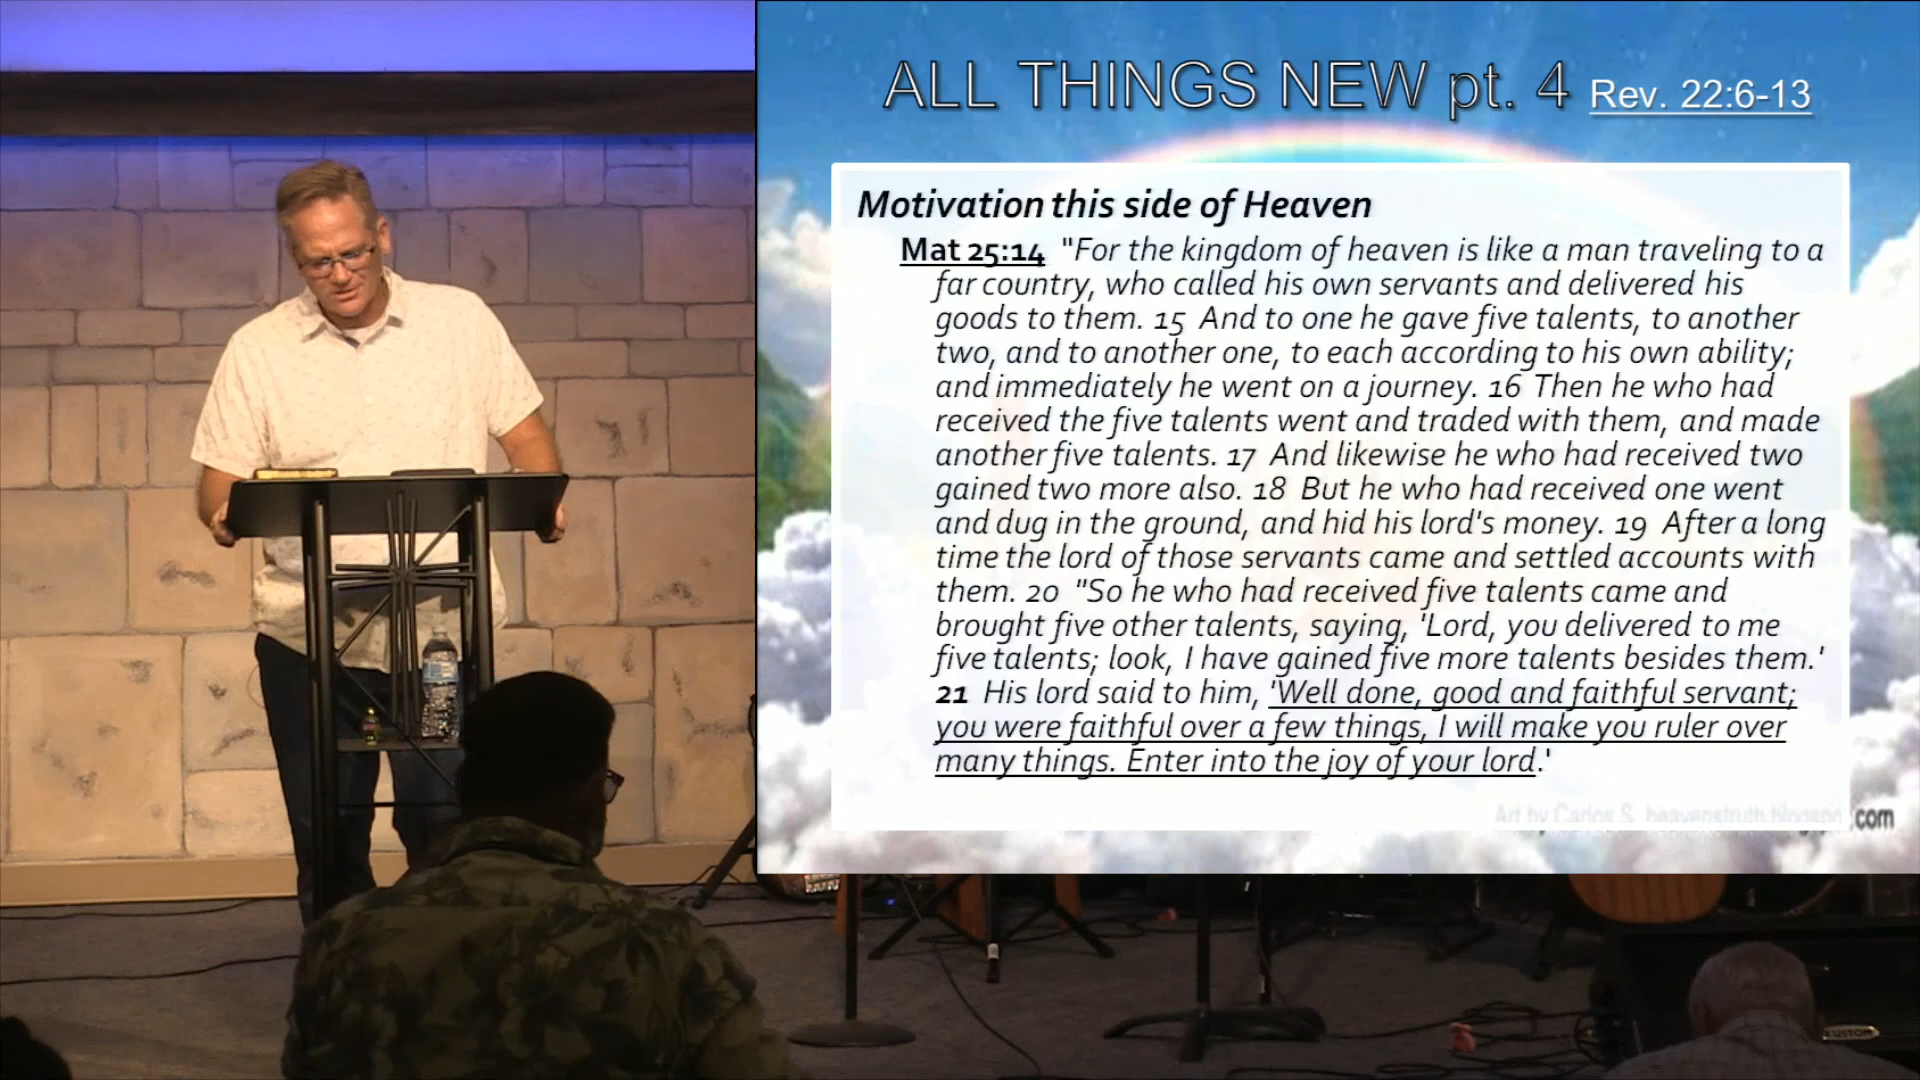 ALL THINGS NEW pt. 4 Rev. 22:6-13
Motivation this side of Heaven
Mat 25:14 "For the kingdom of heaven is like a man traveling to a
far country, who called his own servants and delivered his
goods to them. 15 And to one he gave five talents, to another
two, and to another one, to each according to his own ability;
and immediately he went on a journey. 16 Then he who had
received the five talents went and traded with them, and made
another five talents. 17 And likewise he who had received two
gained two more also. 18 But he who had received one went
and dug in the ground, and hid his lord's money. 19 After a long
time the lord of those servants came and settled accounts with
them. 20 "So he who had received five talents came and
brought five other talents, saying, 'Lord, you delivered to me
five talents; look, I have gained five more talents besides them.'
21 His lord said to him, 'Well done, good and faithful servant;
you were faithful over a few things, I will make you ruler over
many things. Enter into the joy of your lord.'
Art by Carlos S. heavenstruth.blogspot.com
KUSTOM